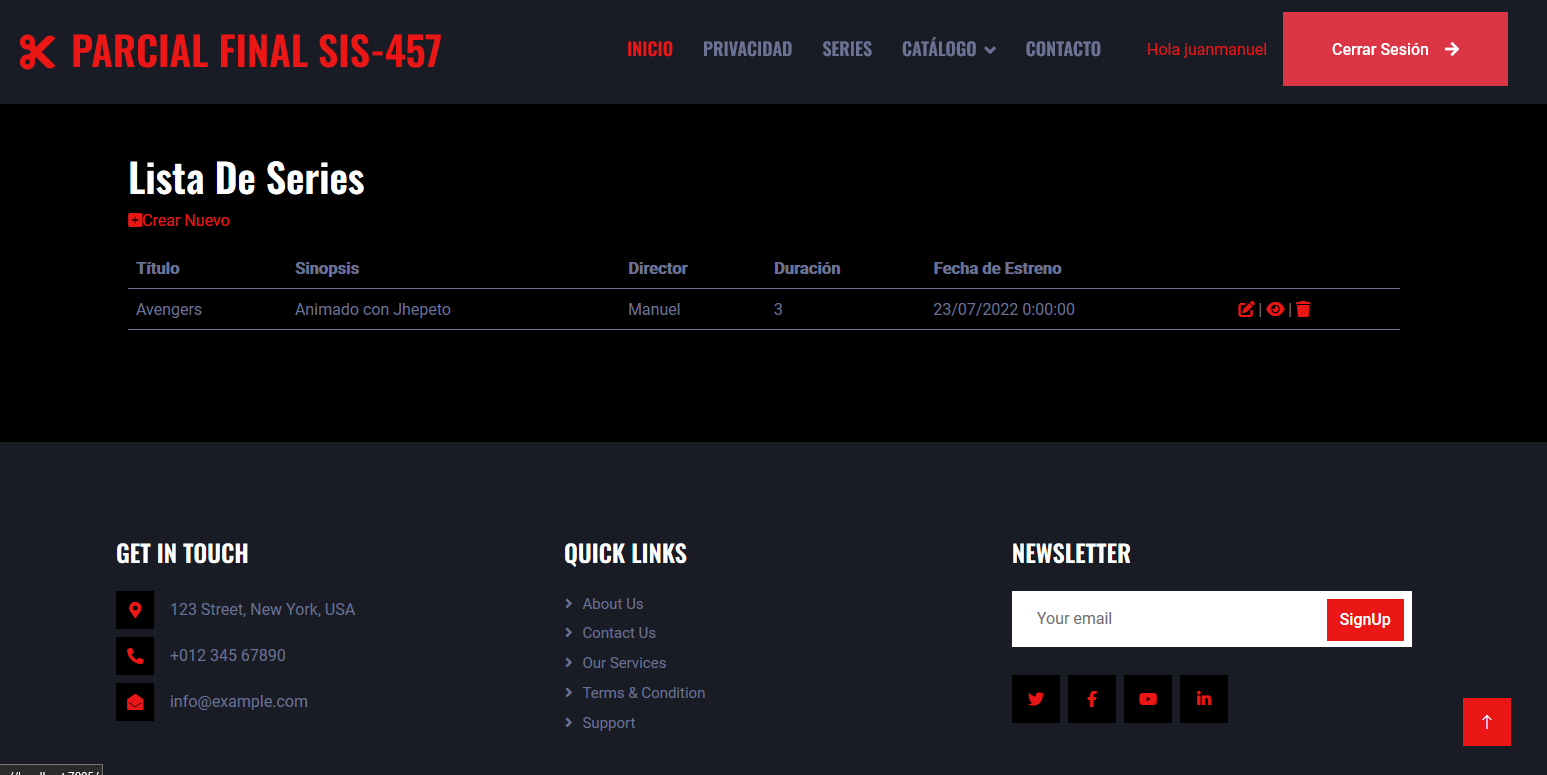 PARCIAL FINAL SIS-457
INICIO PRIVACIDAD SERIES CATÁLOGO CONTACTO Hola juanmanuel Cerrar Sesión →
Lista De Series
Crear Nuevo
Título Sinopsis Director Duración Fecha de Estreno
Avengers Animado con Jhepeto Manuel 3 23/07/2022 0:00:00 | |
GET IN TOUCH
123 Street, New York, USA
+012 345 67890
info@example.com
QUICK LINKS
About Us
Contact Us
Our Services
Terms & Condition
Support
NEWSLETTER
Your email SignUp